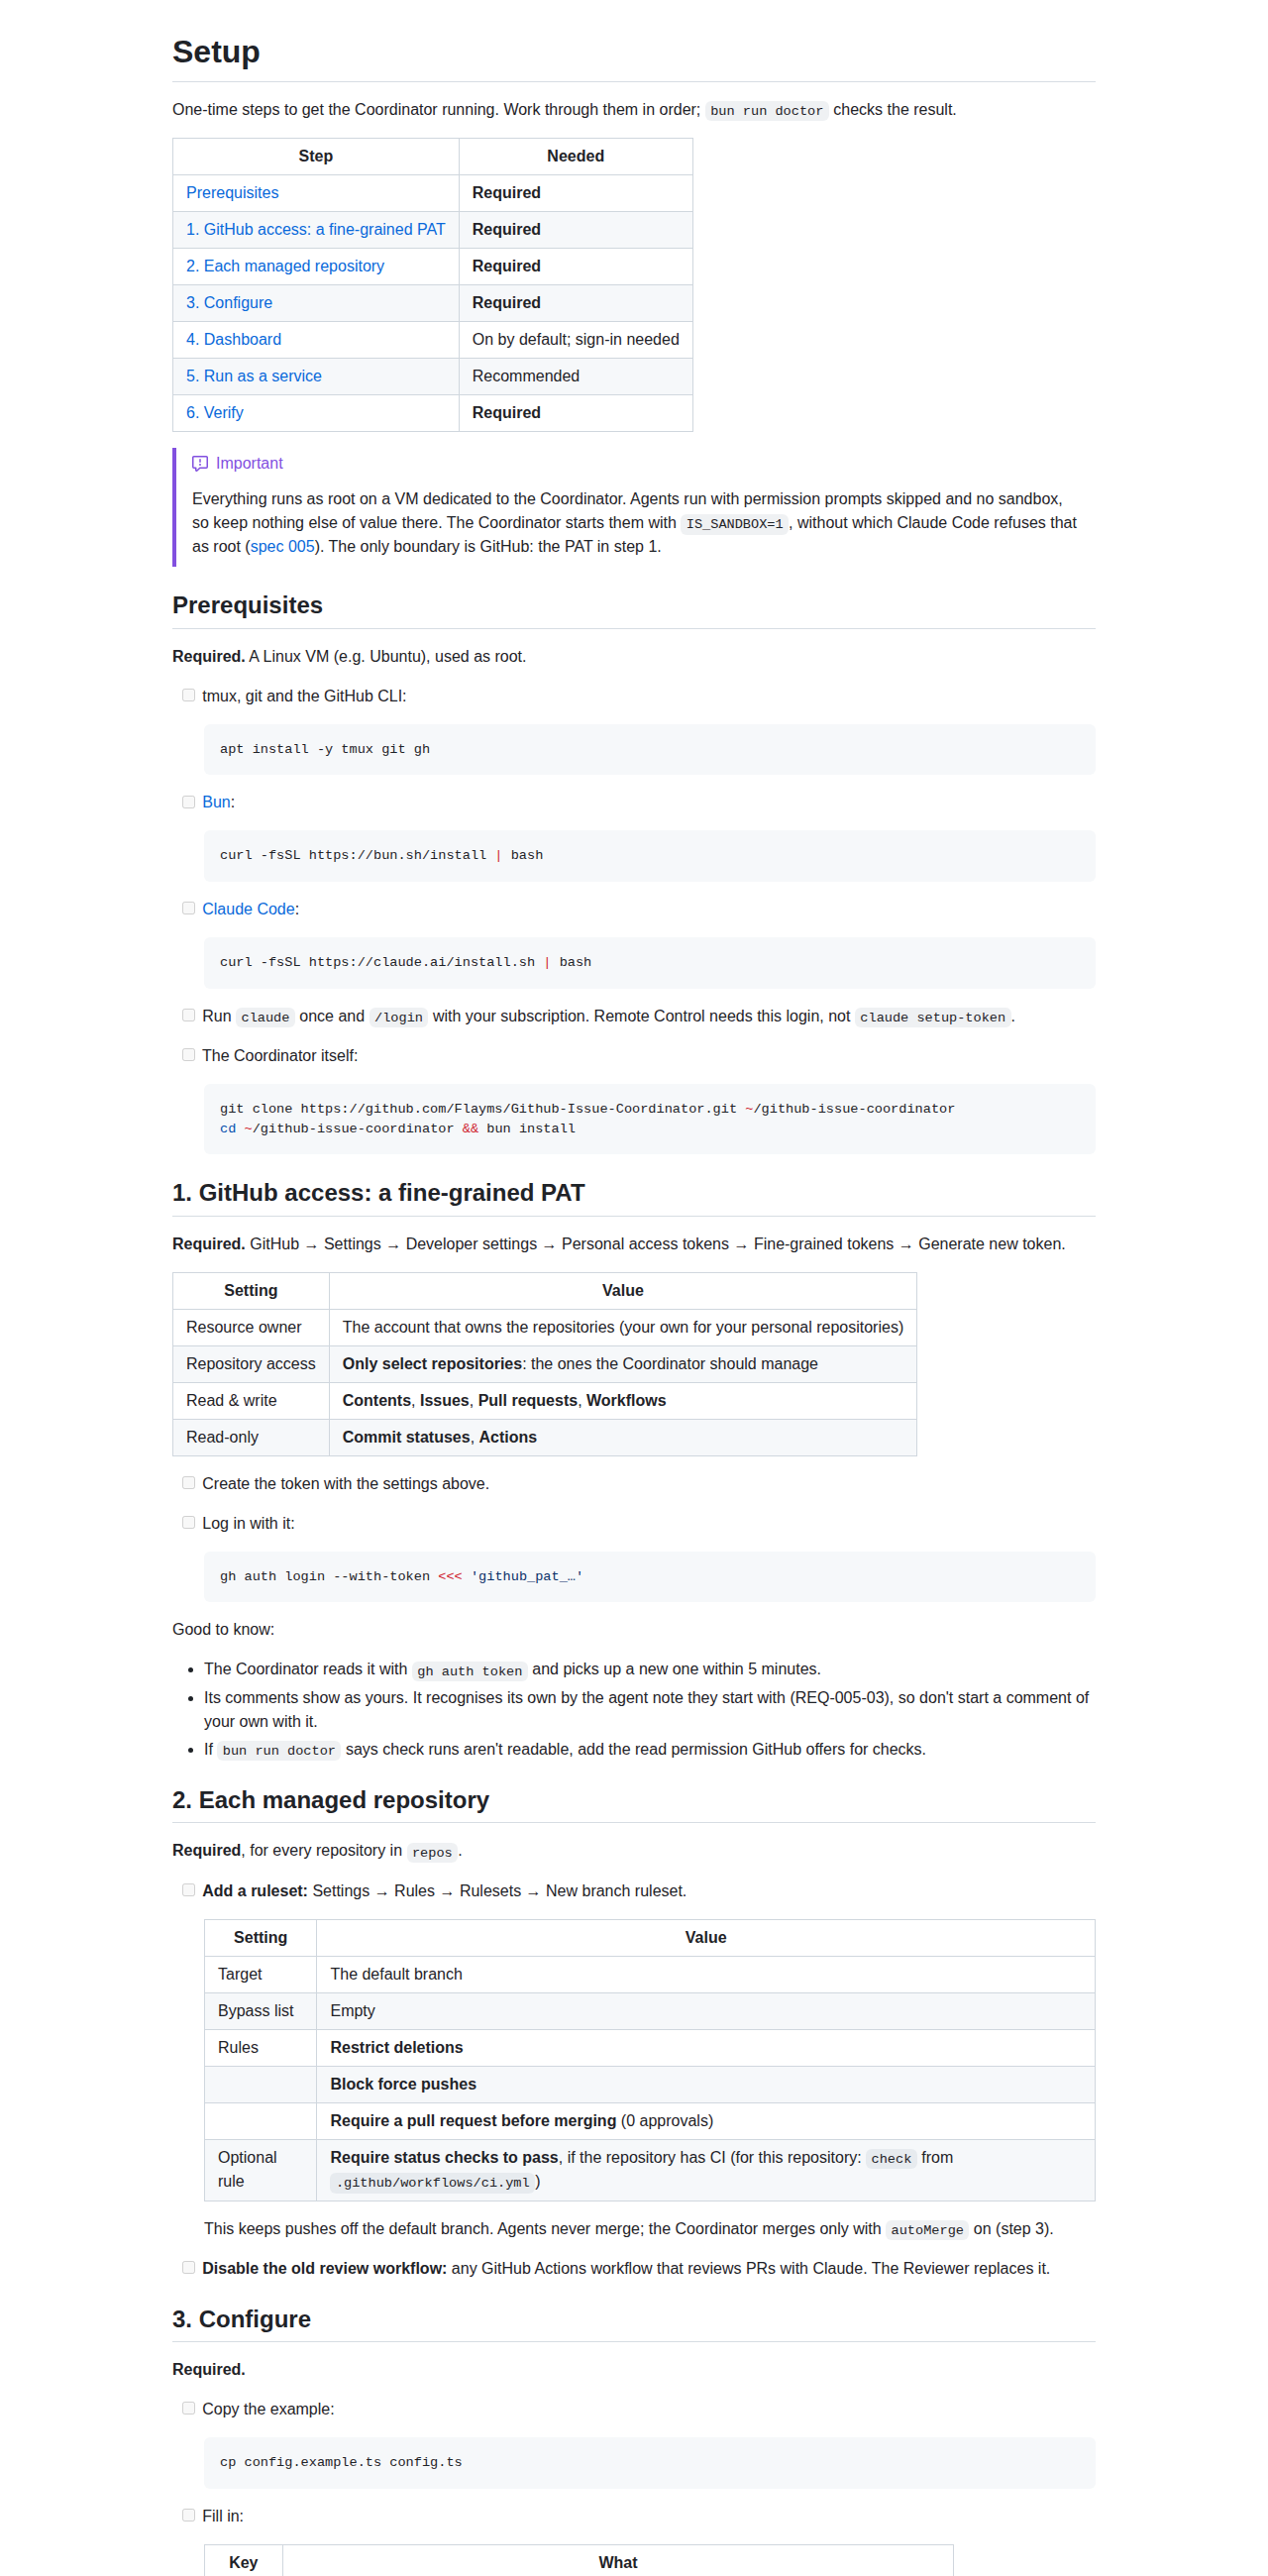 Setup
One-time steps to get the Coordinator running. Work through them in order; bun run doctor checks the result.
Step Needed
Prerequisites Required
1. GitHub access: a fine-grained PAT Required
2. Each managed repository Required
3. Configure Required
4. Dashboard On by default; sign-in needed
5. Run as a service Recommended
6. Verify Required
Important
Everything runs as root on a VM dedicated to the Coordinator. Agents run with permission prompts skipped and no sandbox,
so keep nothing else of value there. The Coordinator starts them with IS_SANDBOX=1, without which Claude Code refuses that
as root (spec 005). The only boundary is GitHub: the PAT in step 1.
Prerequisites
Required. A Linux VM (e.g. Ubuntu), used as root.
tmux, git and the GitHub CLI:
apt install -y tmux git gh
Bun:
curl -fsSL https://bun.sh/install | bash
Claude Code:
curl -fsSL https://claude.ai/install.sh | bash
Run claude once and /login with your subscription. Remote Control needs this login, not claude setup-token.
The Coordinator itself:
git clone https://github.com/Flayms/Github-Issue-Coordinator.git ~/github-issue-coordinator
cd ~/github-issue-coordinator && bun install
1. GitHub access: a fine-grained PAT
Required. GitHub → Settings → Developer settings → Personal access tokens → Fine-grained tokens → Generate new token.
Setting Value
Resource owner The account that owns the repositories (your own for your personal repositories)
Repository access Only select repositories: the ones the Coordinator should manage
Read & write Contents, Issues, Pull requests, Workflows
Read-only Commit statuses, Actions
Create the token with the settings above.
Log in with it:
gh auth login --with-token <<< 'github_pat_…'
Good to know:
The Coordinator reads it with gh auth token and picks up a new one within 5 minutes.
Its comments show as yours. It recognises its own by the agent note they start with (REQ-005-03), so don't start a comment of
your own with it.
If bun run doctor says check runs aren't readable, add the read permission GitHub offers for checks.
2. Each managed repository
Required, for every repository in repos.
Add a ruleset: Settings → Rules → Rulesets → New branch ruleset.
Setting Value
Target The default branch
Bypass list Empty
Rules Restrict deletions
Block force pushes
Require a pull request before merging (0 approvals)
Optional rule Require status checks to pass, if the repository has CI (for this repository: check from
.github/workflows/ci.yml)
This keeps pushes off the default branch. Agents never merge; the Coordinator merges only with autoMerge on (step 3).
Disable the old review workflow: any GitHub Actions workflow that reviews PRs with Claude. The Reviewer replaces it.
3. Configure
Required.
Copy the example:
cp config.example.ts config.ts
Fill in:
Key What